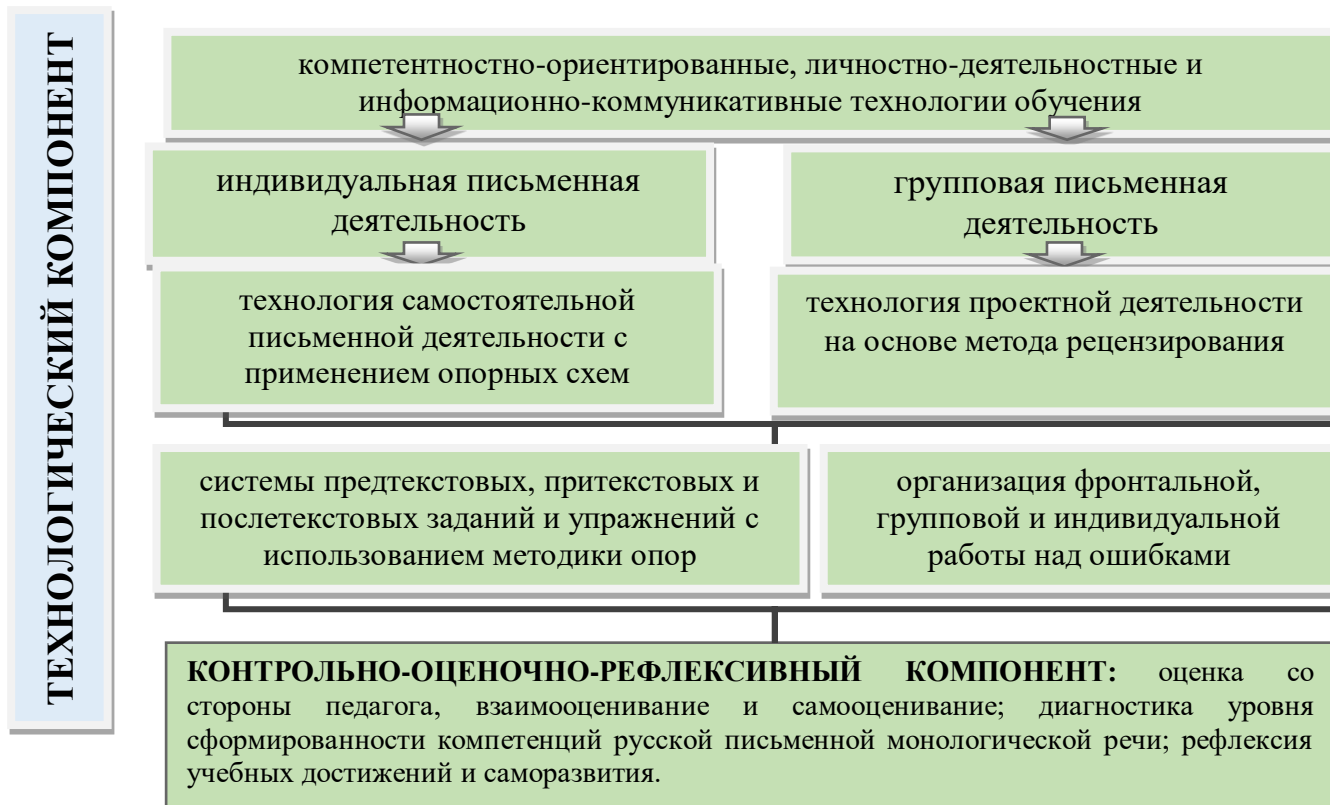 ТЕХНОЛОГИЧЕСКИЙ КОМПОНЕНТ
компетентностно-ориентированные, личностно-деятельностные и
информационно-коммуникативные технологии обучения
индивидуальная письменная
деятельность
групповая письменная
деятельность
технология самостоятельной
письменной деятельности с
применением опорных схем
технология проектной деятельности
на основе метода рецензирования
системы предтекстовых, притекстовых и
послетекстовых заданий и упражнений с
использованием методики опор
организация фронтальной,
групповой и индивидуальной
работы над ошибками
КОНТРОЛЬНО-ОЦЕНОЧНО-РЕФЛЕКСИВНЫЙ КОМПОНЕНТ: оценка со
стороны педагога, взаимооценивание и самооценивание; диагностика уровня
сформированности компетенций русской письменной монологической речи; рефлексия
учебных достижений и саморазвития.